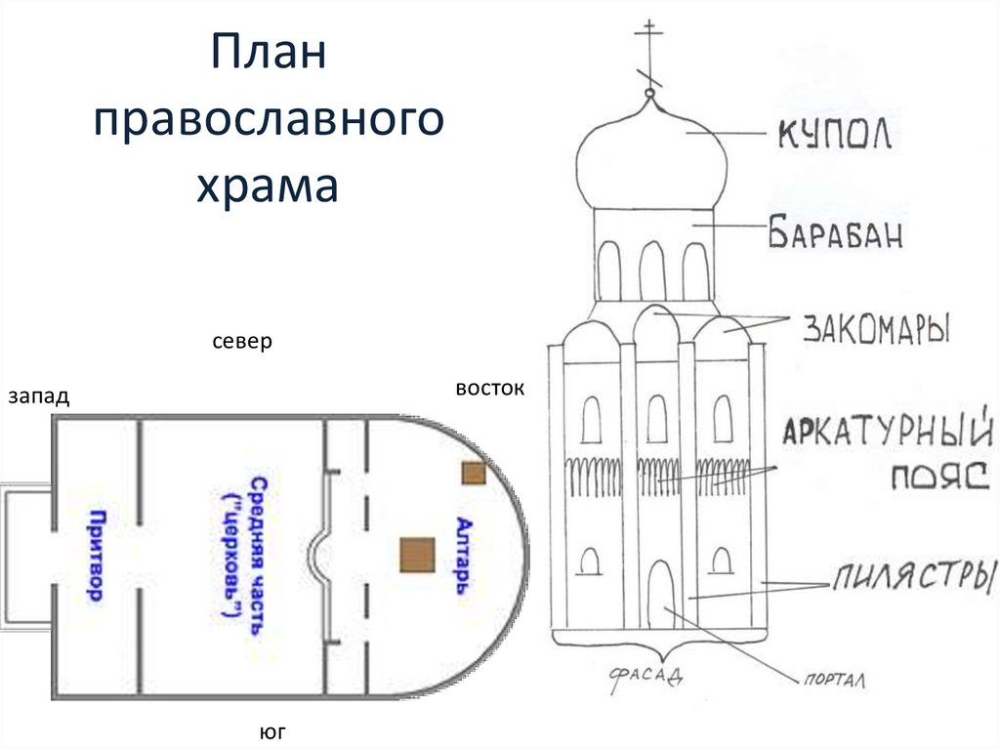 План
православного
храма
север
запад
восток
юг
Притвор
Средняя часть
("церковь")
Алтарь
КУПОЛ
БАРАБАН
ЗАКОМАРЫ
АРКАТУРНЫЙ
ПОЯС
ПИЛЯСТРЫ
ФАСАД
ПОРТАЛ